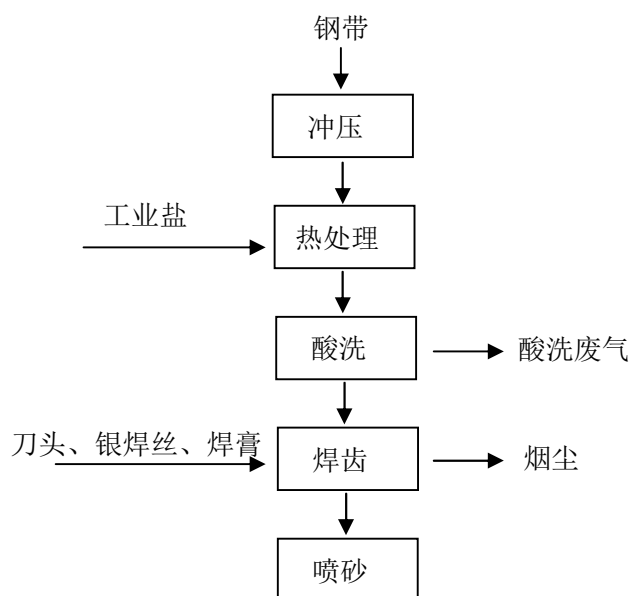 钢带
冲压
工业盐
热处理
酸洗
酸洗废气
刀头、银焊丝、焊膏
焊齿
烟尘
喷砂